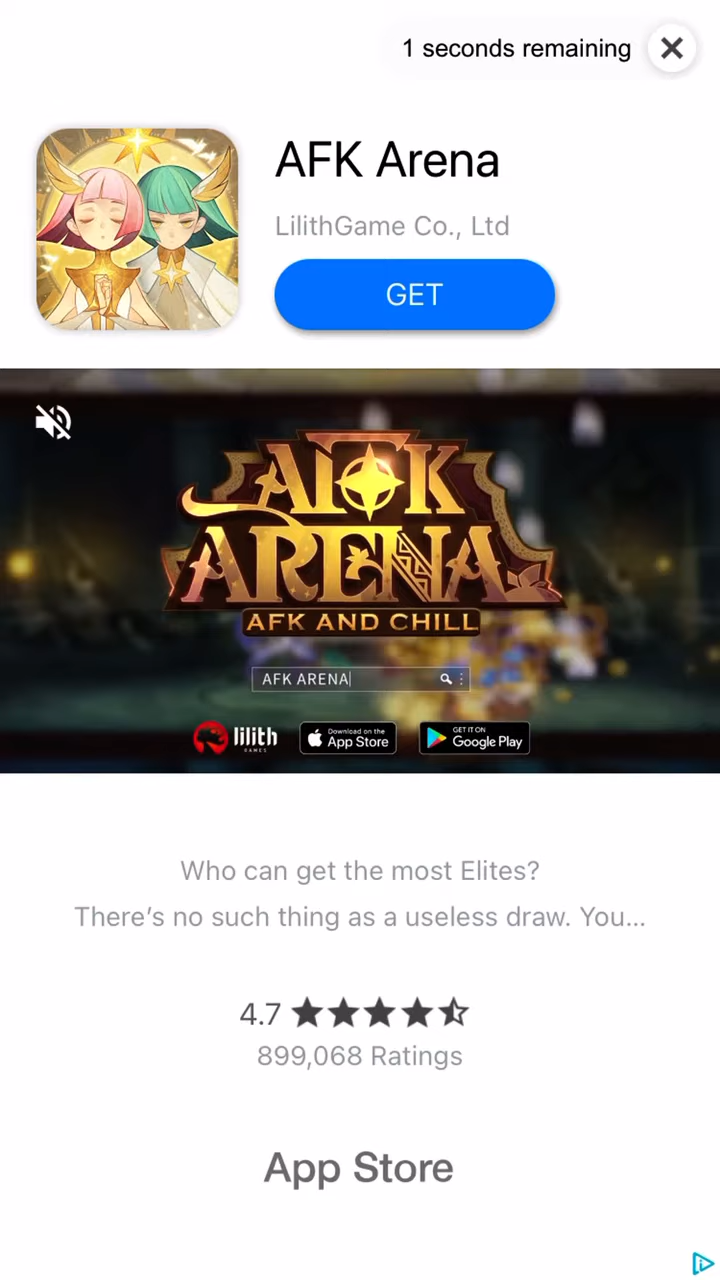 1 seconds remaining
AFK Arena
LilithGame Co., Ltd
GET
AFK
ARENA
AFK AND CHILL
AFK ARENA
lilith
GAMES
Download on the
App Store
GET IT ON
Google Play
Who can get the most Elites?
There’s no such thing as a useless draw. You...
4.7
899,068 Ratings
App Store